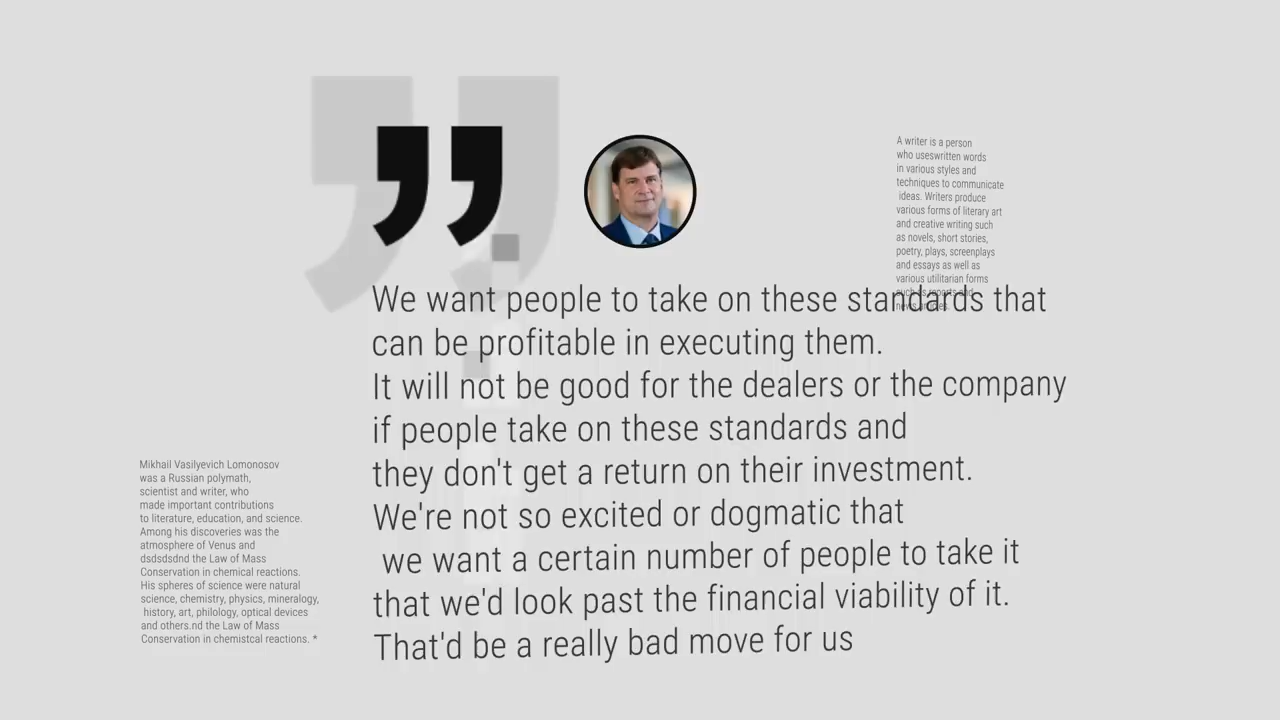 ”
A writer is a person
who useswritten words
in various styles and
techniques to communicate
ideas. Writers produce
various forms of literary art
and creative writing such
as novels, short stories,
poetry, plays, screenplays
and essays as well as
various utilitarian forms
such as reports and
news articles.
We want people to take on these standards that
can be profitable in executing them.
It will not be good for the dealers or the company
if people take on these standards and
they don't get a return on their investment.
We're not so excited or dogmatic that
we want a certain number of people to take it
that we'd look past the financial viability of it.
That'd be a really bad move for us
Mikhail Vasilyevich Lomonosov
was a Russian polymath,
scientist and writer, who
made important contributions
to literature, education, and science.
Among his discoveries was the
atmosphere of Venus and
dsdsdsdnd the Law of Mass
Conservation in chemical reactions.
His spheres of science were natural
science, chemistry, physics, mineralogy,
history, art, philology, optical devices
and others.nd the Law of Mass
Conservation in chemistcal reactions. *